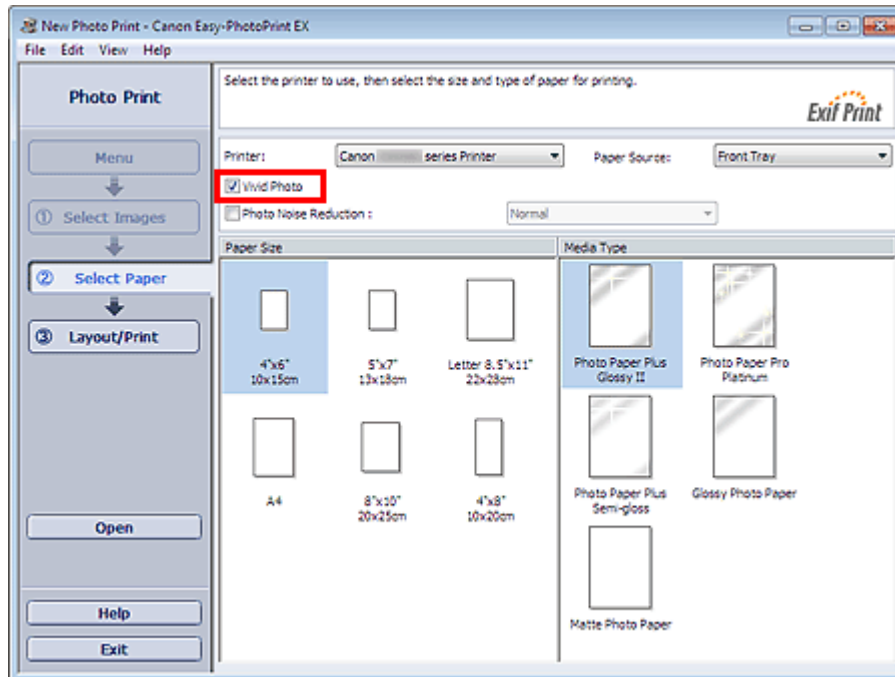 New Photo Print - Canon Easy-PhotoPrint EX
File Edit View Help
Photo Print
Menu
① Select Images
② Select Paper
③ Layout/Print
Open
Help
Exit
Select the printer to use, then select the size and type of paper for printing.
Exif Print
Printer: Canon series Printer Paper Source: Front Tray
Vivid Photo
Photo Noise Reduction : Normal
Paper Size
4"x6"
10x15cm
5"x7"
13x18cm
Letter 8.5"x11"
22x28cm
A4
8"x10"
20x25cm
4"x8"
10x20cm
Media Type
Photo Paper Plus
Glossy II
Photo Paper Pro
Platinum
Photo Paper Plus
Semi-gloss
Glossy Photo Paper
Matte Photo Paper